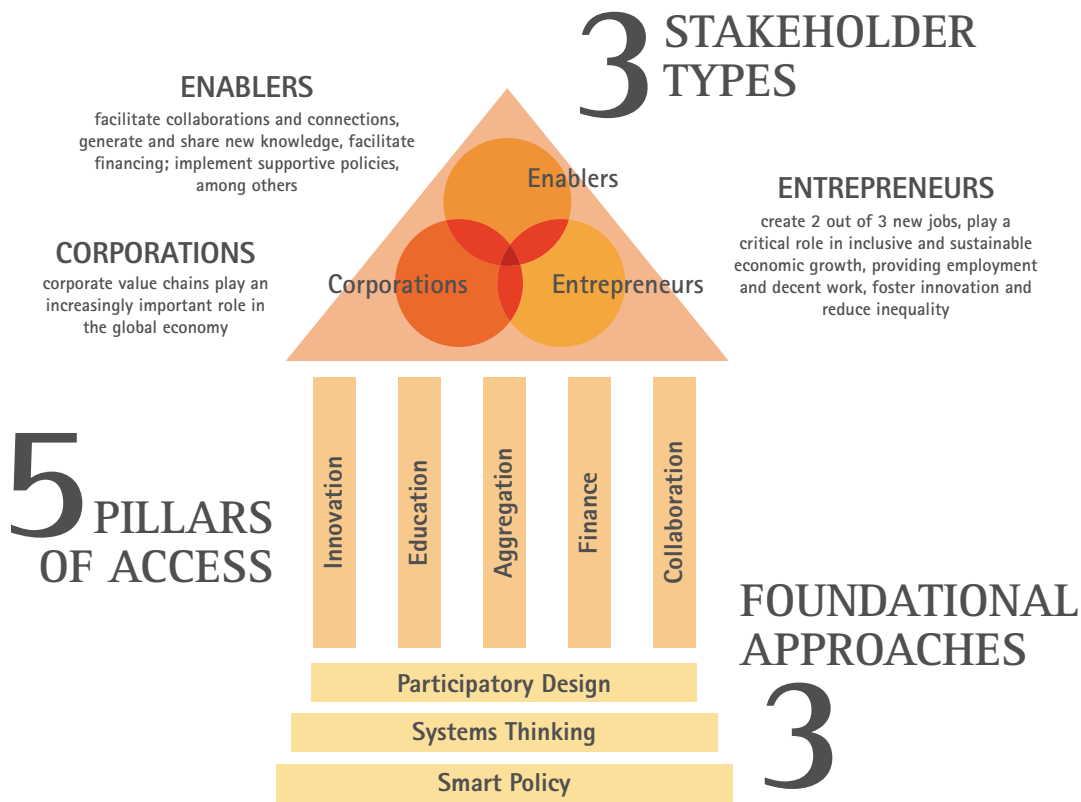 3 STAKEHOLDER
TYPES
ENABLERS
facilitate collaborations and connections,
generate and share new knowledge, facilitate
financing; implement supportive policies,
among others
CORPORATIONS
corporate value chains play an
increasingly important role in
the global economy
ENTREPRENEURS
create 2 out of 3 new jobs, play a
critical role in inclusive and sustainable
economic growth, providing employment
and decent work, foster innovation and
reduce inequality
Enablers
Corporations
Entrepreneurs
5 PILLARS
OF ACCESS
Innovation
Education
Aggregation
Finance
Collaboration
FOUNDATIONAL
APPROACHES
3
Participatory Design
Systems Thinking
Smart Policy